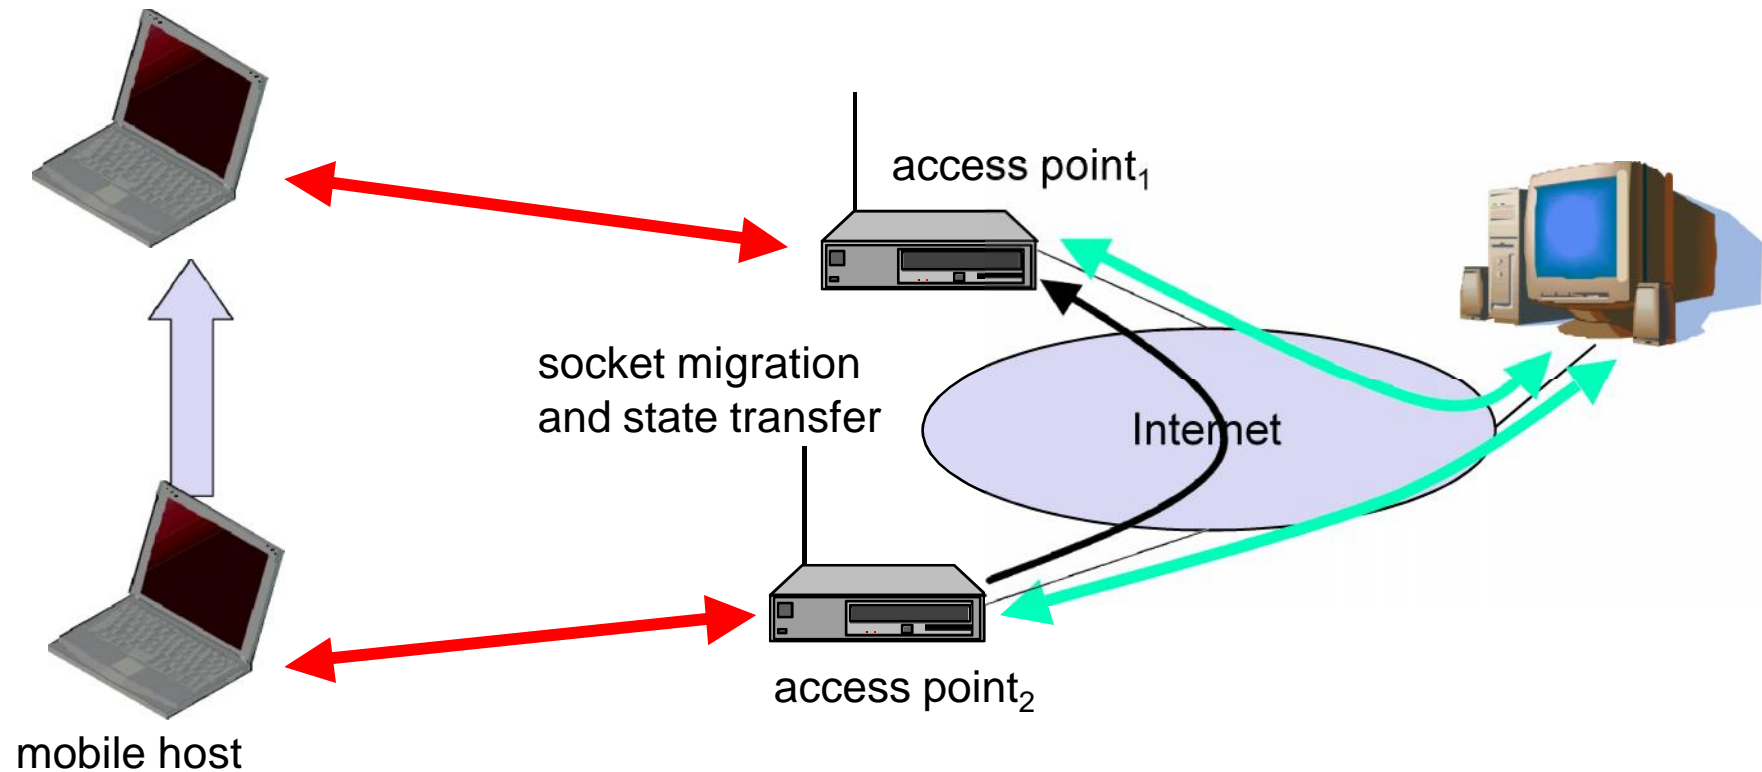 access point₁
socket migration
and state transfer
Internet
access point₂
mobile host